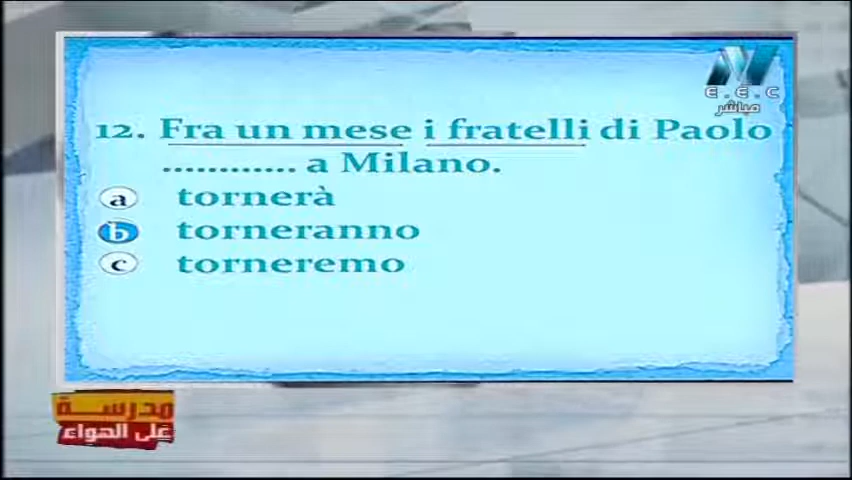 E.E.C
مباشر
12. Fra un mese i fratelli di Paolo
............ a Milano.
a tornerà
b torneranno
c torneremo
مدرسة
على الهواء